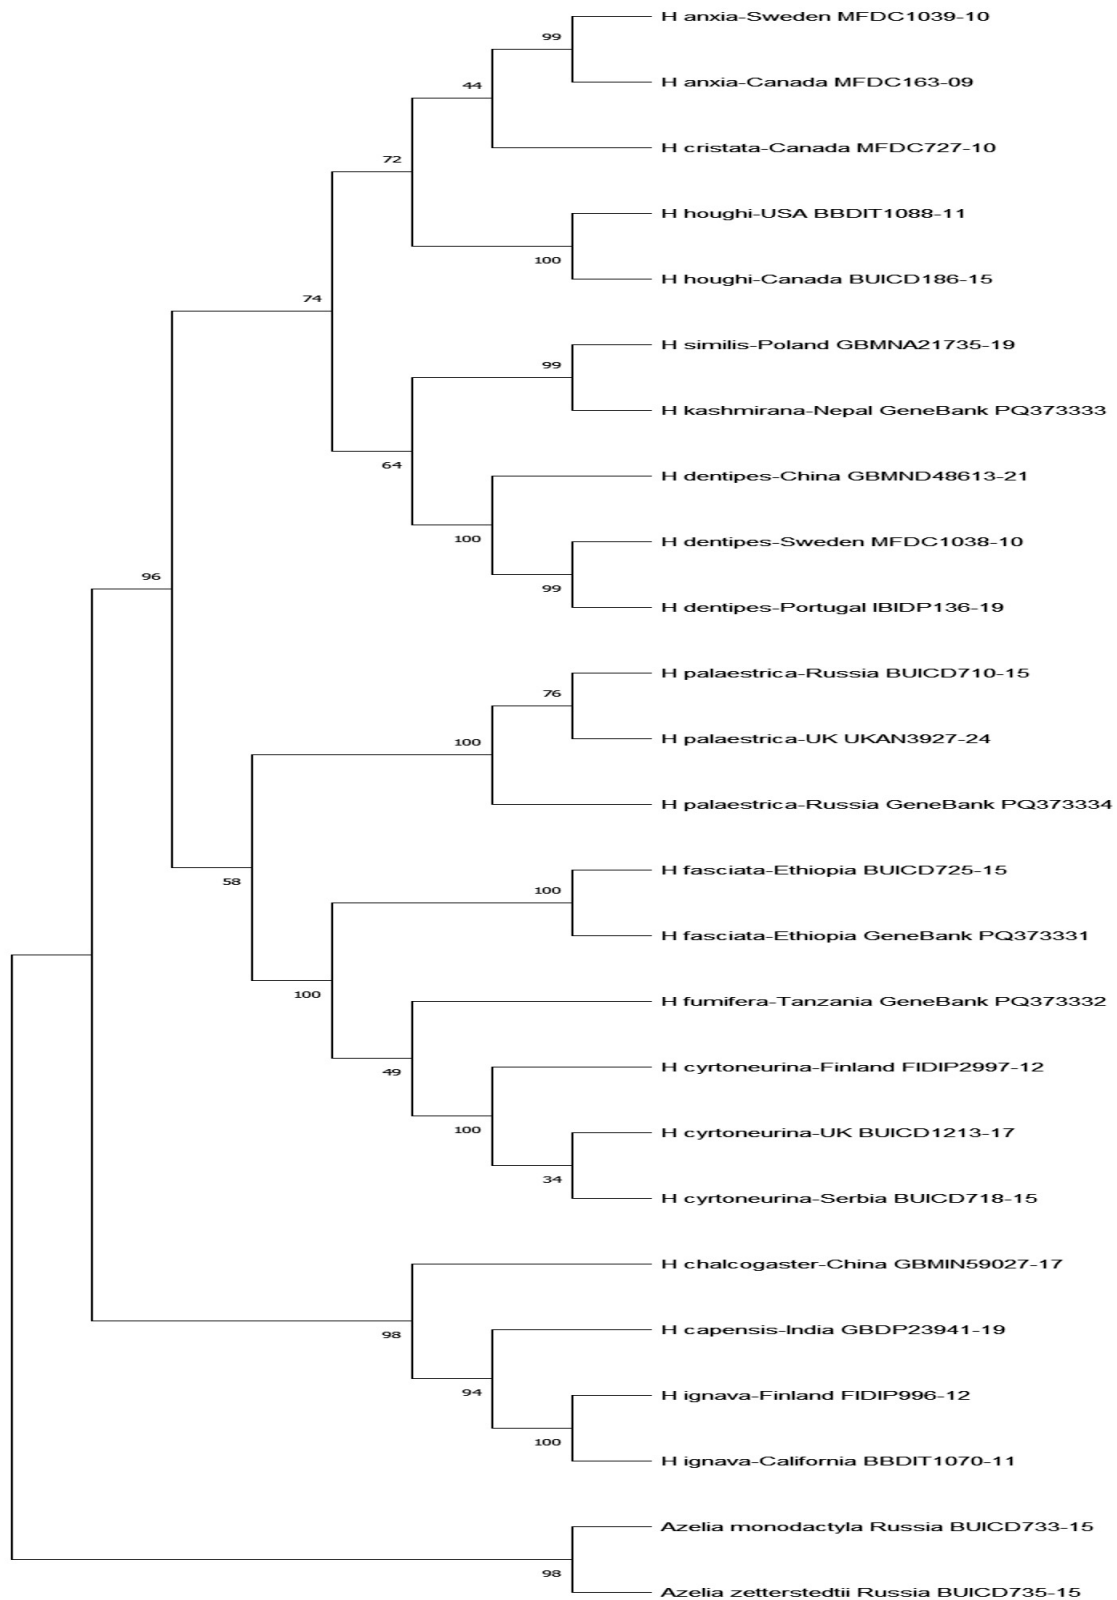 H anxia-Sweden MFDC1039-10
99
H anxia-Canada MFDC163-09
44
H cristata-Canada MFDC727-10
72
H houghi-USA BBDIT1088-11
100
H houghi-Canada BUICD186-15
74
H similis-Poland GBMNA21735-19
99
H kashmirana-Nepal GeneBank PQ373333
64
H dentipes-China GBMND48613-21
100
H dentipes-Sweden MFDC1038-10
96
99
H dentipes-Portugal IBIDP136-19
H palaestrica-Russia BUICD710-15
76
H palaestrica-UK UKAN3927-24
100
H palaestrica-Russia GeneBank PQ373334
H fasciata-Ethiopia BUICD725-15
58
100
H fasciata-Ethiopia GeneBank PQ373331
100
H fumifera-Tanzania GeneBank PQ373332
49
H cyrtoneurina-Finland FIDIP2997-12
100
H cyrtoneurina-UK BUICD1213-17
34
H cyrtoneurina-Serbia BUICD718-15
H chalcogaster-China GBMIN59027-17
98
H capensis-India GBDP23941-19
94
H ignava-Finland FIDIP996-12
100
H ignava-California BBDIT1070-11
Azelia monodactyla Russia BUICD733-15
98
Azelia zetterstedtii Russia BUICD735-15